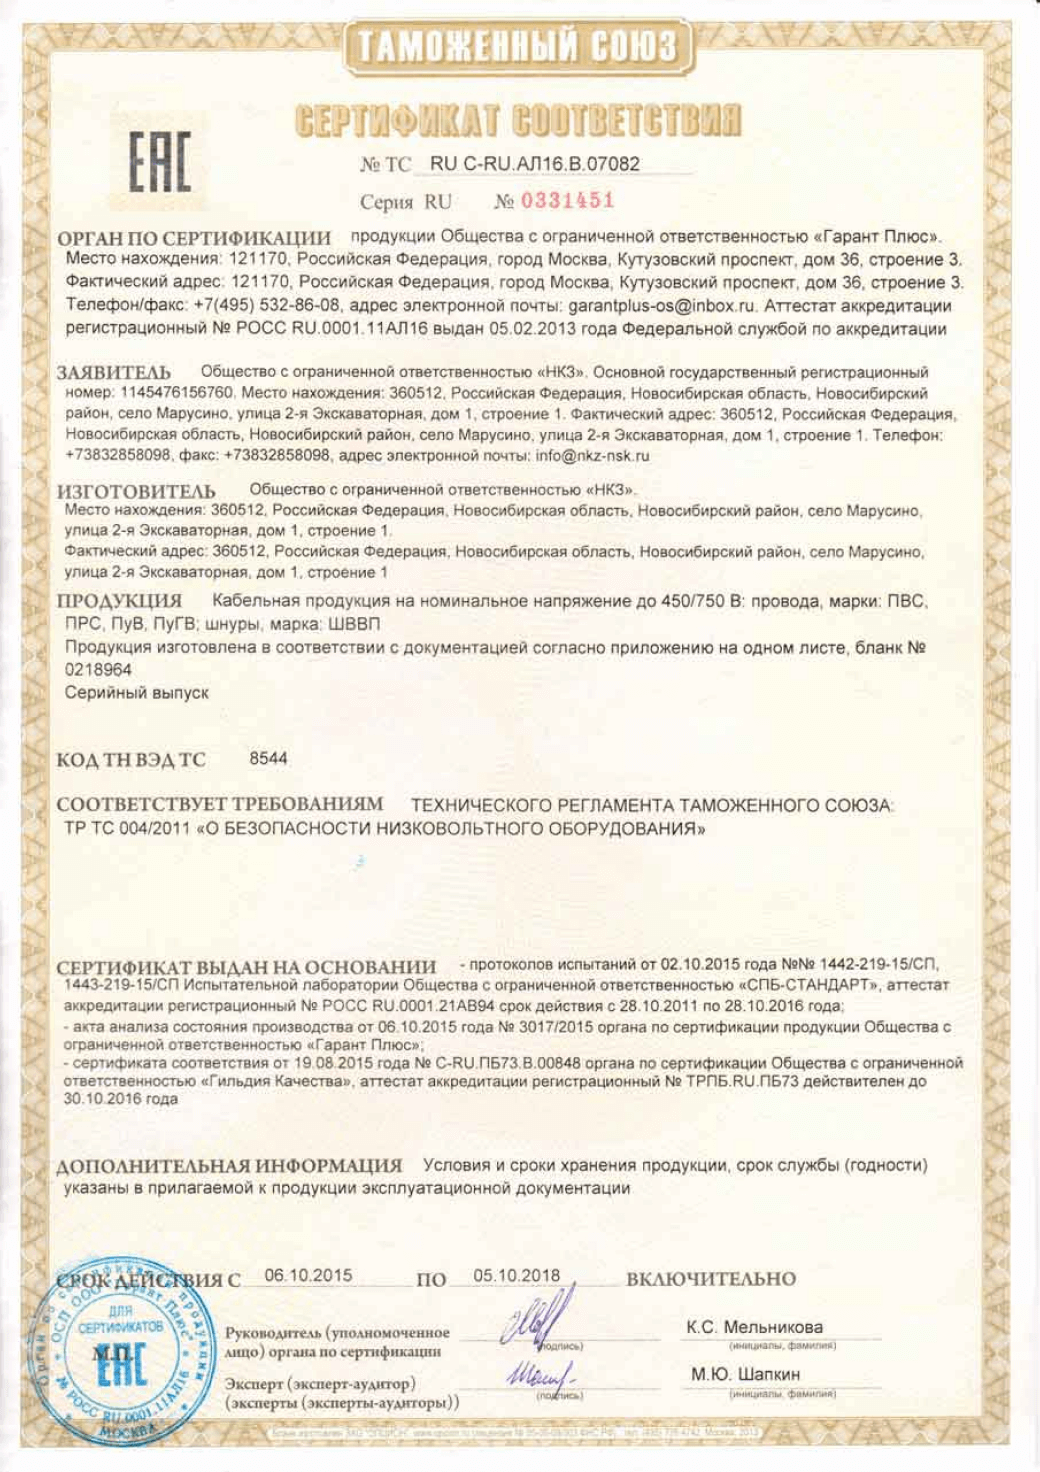 ТАМОЖЕННЫЙ СОЮЗ
СЕРТИФИКАТ СООТВЕТСТВИЯ
ЕАС
№ ТС RU C-RU.АЛ16.В.07082
Серия RU № 0331451
ОРГАН ПО СЕРТИФИКАЦИИ продукции Общества с ограниченной ответственностью «Гарант Плюс».
Место нахождения: 121170, Российская Федерация, город Москва, Кутузовский проспект, дом 36, строение 3.
Фактический адрес: 121170, Российская Федерация, город Москва, Кутузовский проспект, дом 36, строение 3.
Телефон/факс: +7(495) 532-86-08, адрес электронной почты: garantplus-os@inbox.ru. Аттестат аккредитации
регистрационный № РОСС RU.0001.11АЛ16 выдан 05.02.2013 года Федеральной службой по аккредитации
ЗАЯВИТЕЛЬ Общество с ограниченной ответственностью «НКЗ». Основной государственный регистрационный
номер: 1145476156760. Место нахождения: 360512, Российская Федерация, Новосибирская область, Новосибирский
район, село Марусино, улица 2-я Экскаваторная, дом 1, строение 1. Фактический адрес: 360512, Российская Федерация,
Новосибирская область, Новосибирский район, село Марусино, улица 2-я Экскаваторная, дом 1, строение 1. Телефон:
+73832858098, факс: +73832858098, адрес электронной почты: info@nkz-nsk.ru
ИЗГОТОВИТЕЛЬ Общество с ограниченной ответственностью «НКЗ».
Место нахождения: 360512, Российская Федерация, Новосибирская область, Новосибирский район, село Марусино,
улица 2-я Экскаваторная, дом 1, строение 1.
Фактический адрес: 360512, Российская Федерация, Новосибирская область, Новосибирский район, село Марусино,
улица 2-я Экскаваторная, дом 1, строение 1
ПРОДУКЦИЯ Кабельная продукция на номинальное напряжение до 450/750 В: провода, марки: ПВС,
ПРС, ПуВ, ПуГВ; шнуры, марка: ШВВП
Продукция изготовлена в соответствии с документацией согласно приложению на одном листе, бланк №
0218964
Серийный выпуск
КОД ТН ВЭД ТС 8544
СООТВЕТСТВУЕТ ТРЕБОВАНИЯМ ТЕХНИЧЕСКОГО РЕГЛАМЕНТА ТАМОЖЕННОГО СОЮЗА:
ТР ТС 004/2011 «О БЕЗОПАСНОСТИ НИЗКОВОЛЬТНОГО ОБОРУДОВАНИЯ»
СЕРТИФИКАТ ВЫДАН НА ОСНОВАНИИ - протоколов испытаний от 02.10.2015 года №№ 1442-219-15/СП,
1443-219-15/СП Испытательной лаборатории Общества с ограниченной ответственностью «СПБ-СТАНДАРТ», аттестат
аккредитации регистрационный № РОСС RU.0001.21АВ94 срок действия с 28.10.2011 по 28.10.2016 года;
- акта анализа состояния производства от 06.10.2015 года № 3017/2015 органа по сертификации продукции Общества с
ограниченной ответственностью «Гарант Плюс»;
- сертификата соответствия от 19.08.2015 года № С-RU.ПБ73.В.00848 органа по сертификации Общества с ограниченной
ответственностью «Гильдия Качества», аттестат аккредитации регистрационный № ТРПБ.RU.ПБ73 действителен до
30.10.2016 года
ДОПОЛНИТЕЛЬНАЯ ИНФОРМАЦИЯ Условия и сроки хранения продукции, срок службы (годности)
указаны в прилагаемой к продукции эксплуатационной документации
СРОК ДЕЙСТВИЯ С 06.10.2015 ПО 05.10.2018 ВКЛЮЧИТЕЛЬНО
Орган по сертификации продукции
ОСП ООО "Гарант Плюс"
№ РОСС RU.0001.11АЛ16
МОСКВА
ДЛЯ
СЕРТИФИКАТОВ
М.П.
ЕАС
Руководитель (уполномоченное
лицо) органа по сертификации
(подпись)
К.С. Мельникова
(инициалы, фамилия)
Эксперт (эксперт-аудитор)
(эксперты (эксперты-аудиторы))
(подпись)
М.Ю. Шапкин
(инициалы, фамилия)